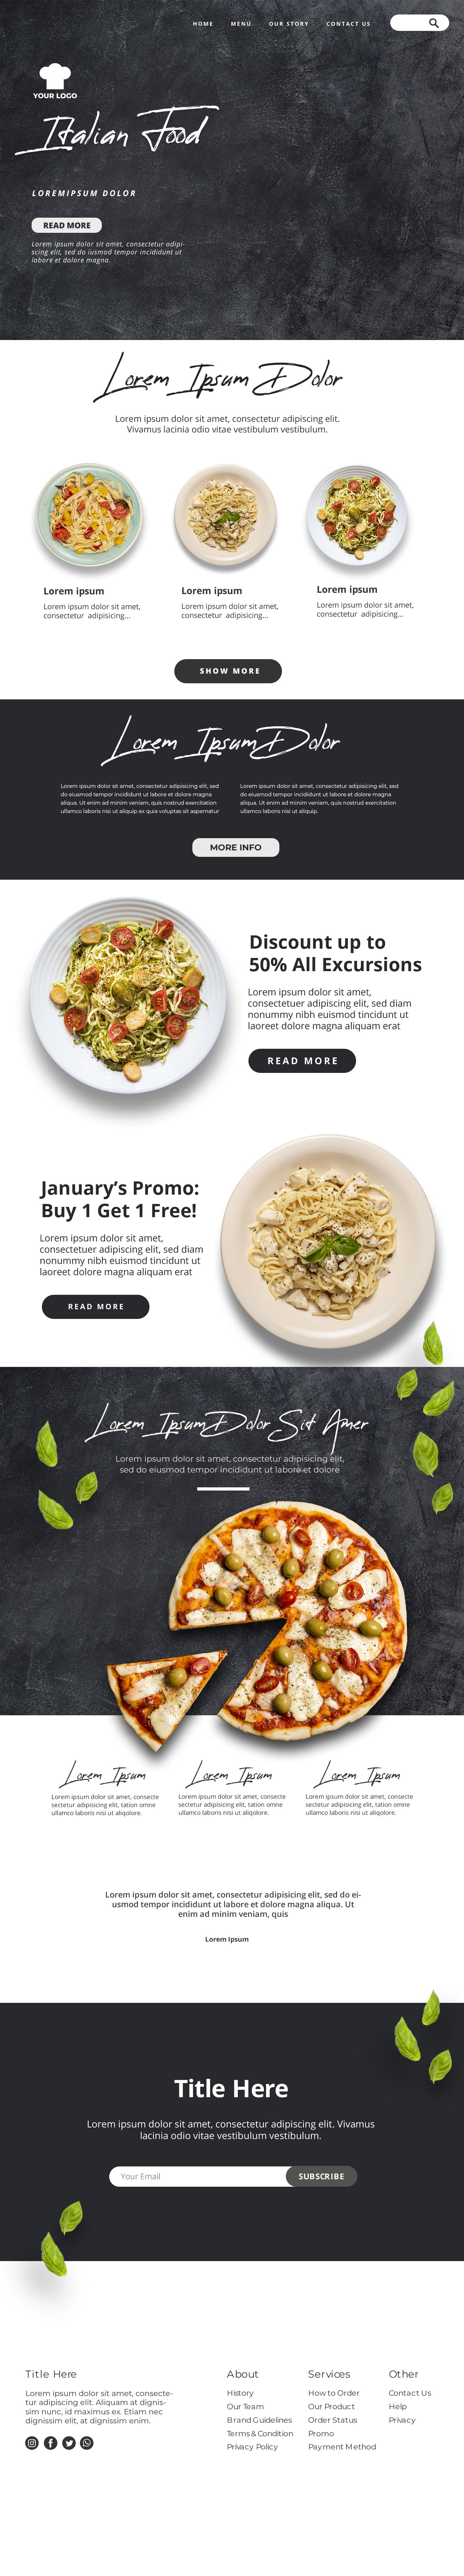 HOME MENU OUR STORY CONTACT US
YOUR LOGO
Italian Food
LOREMIPSUM DOLOR
READ MORE
Lorem ipsum dolor sit amet, consectetur adipi-
scing elit, sed do iusmod tempor incididunt ut
labore et dolore magna.
Lorem Ipsum Dolor
Lorem ipsum dolor sit amet, consectetur adipiscing elit.
Vivamus lacinia odio vitae vestibulum vestibulum.
Lorem ipsum
Lorem ipsum dolor sit amet,
consectetur adipisicing...
Lorem ipsum
Lorem ipsum dolor sit amet,
consectetur adipisicing...
Lorem ipsum
Lorem ipsum dolor sit amet,
consectetur adipisicing...
SHOW MORE
Lorem Ipsum Dolor
Lorem ipsum dolor sit amet, consectetur adipisicing elit, sed
do eiusmod tempor incididunt ut labore et dolore magna
aliqua. Ut enim ad minim veniam, quis nostrud exercitation
ullamco laboris nisi ut aliquip ex quia voluptas sit aspernatur
Lorem ipsum dolor sit amet, consectetur adipisicing elit, sed
do eiusmod tempor incididunt ut labore et dolore magna
aliqua. Ut enim ad minim veniam, quis nostrud exercitation
ullamco laboris nisi ut aliquip.
MORE INFO
Discount up to
50% All Excursions
Lorem ipsum dolor sit amet,
consectetuer adipiscing elit, sed diam
nonummy nibh euismod tincidunt ut
laoreet dolore magna aliquam erat
READ MORE
January’s Promo:
Buy 1 Get 1 Free!
Lorem ipsum dolor sit amet,
consectetuer adipiscing elit, sed diam
nonummy nibh euismod tincidunt ut
laoreet dolore magna aliquam erat
READ MORE
Lorem Ipsum Dolor Sit Amer
Lorem ipsum dolor sit amet, consectetur adipisicing elit,
sed do eiusmod tempor incididunt ut labore et dolore
Lorem Ipsum
Lorem ipsum dolor sit amet, consecte
sectetur adipisicing elit, tation omne
ullamco laboris nisi ut aliqolore.
Lorem Ipsum
Lorem ipsum dolor sit amet, consecte
sectetur adipisicing elit, tation omne
ullamco laboris nisi ut aliqolore.
Lorem Ipsum
Lorem ipsum dolor sit amet, consecte
sectetur adipisicing elit, tation omne
ullamco laboris nisi ut aliqolore.
Lorem ipsum dolor sit amet, consectetur adipisicing elit, sed do ei-
usmod tempor incididunt ut labore et dolore magna aliqua. Ut
enim ad minim veniam, quis
Lorem Ipsum
Title Here
Lorem ipsum dolor sit amet, consectetur adipiscing elit. Vivamus
lacinia odio vitae vestibulum vestibulum.
Your Email
SUBSCRIBE
Title Here
Lorem ipsum dolor sit amet, consecte-
tur adipiscing elit. Aliquam at dignis-
sim nunc, id maximus ex. Etiam nec
dignissim elit, at dignissim enim.
About
History
Our Team
Brand Guidelines
Terms & Condition
Privacy Policy
Services
How to Order
Our Product
Order Status
Promo
Payment Method
Other
Contact Us
Help
Privacy